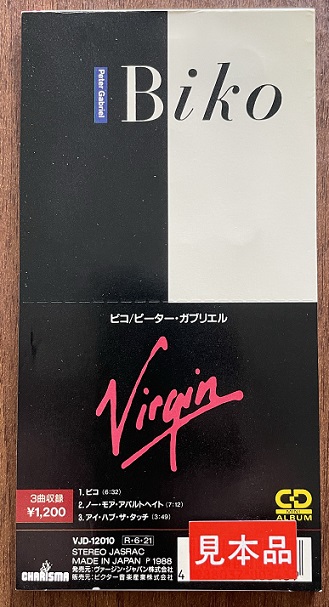 Peter Gabriel
Biko
ビコ/ピーター・ガブリエル
Virgin
3曲収録
¥1,200
1. ビコ (6:32)
2. ノー・モア・アパルトヘイト (7:12)
3. アイ・ハブ・ザ・タッチ (3:49)
CD
MINI
ALBUM
VJD-12010 R·6·21
STEREO JASRAC
MADE IN JAPAN ℗1988
発売元:ヴァージン・ジャパン株式会社
販売元:ビクター音楽産業株式会社
CHARISMA
4
見本品